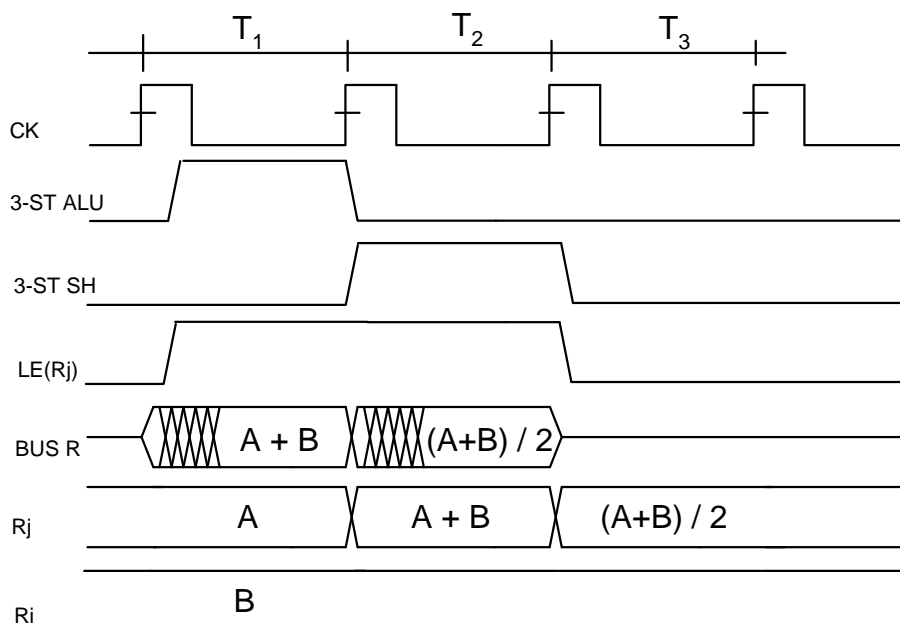 T1 T2 T3
CK
3-ST ALU
3-ST SH
LE(Rj)
BUS R A + B (A+B) / 2
Rj A A + B (A+B) / 2
Ri B